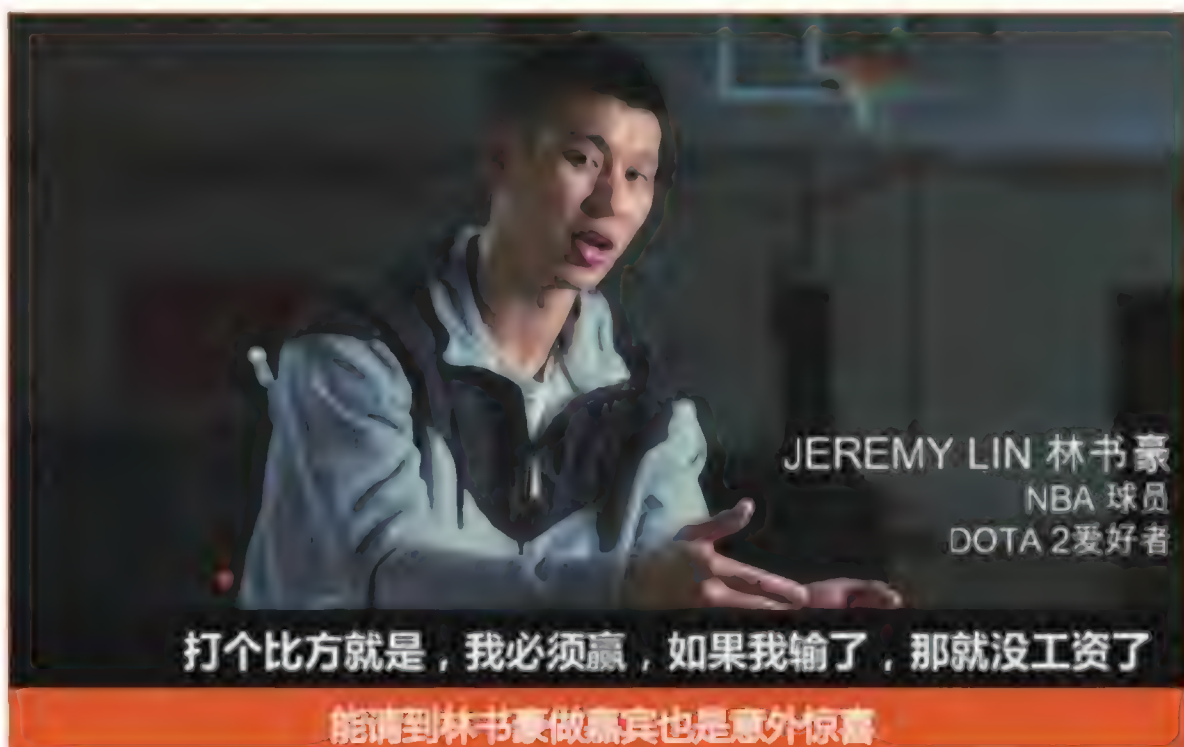 JEREMY LIN 林书豪
NBA 球员
DOTA 2爱好者
打个比方就是，我必须赢，如果我输了，那就没工资了
能请到林书豪做嘉宾也是意外惊喜